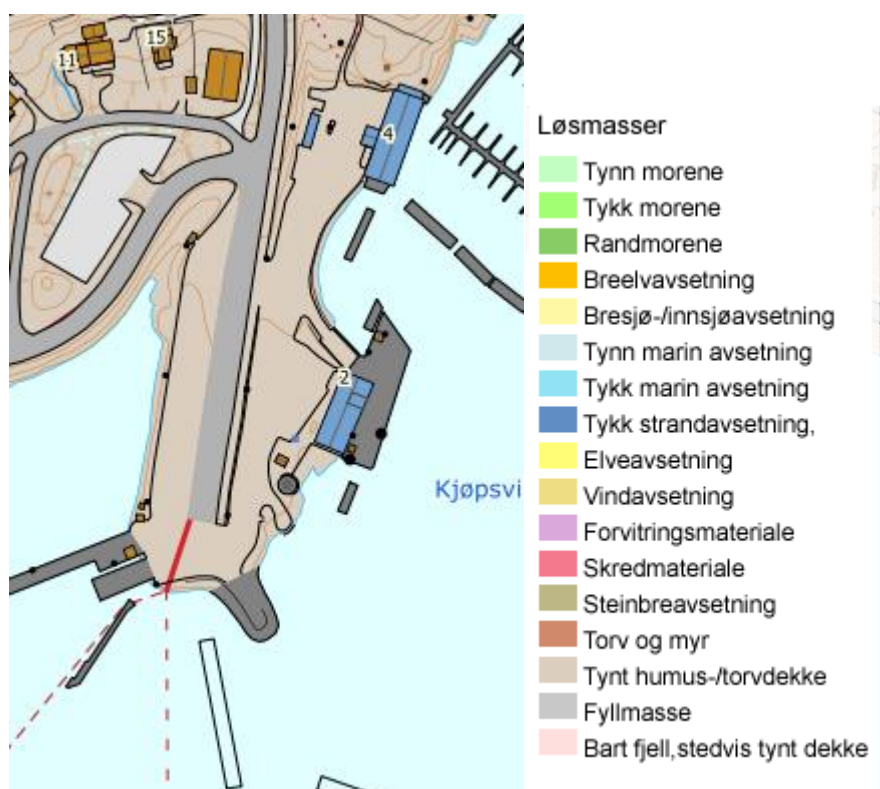 15
11
4
2
Kjøpsvi
Løsmasser
Tynn morene
Tykk morene
Randmorene
Breelvavsetning
Bresjø-/innsjøavsetning
Tynn marin avsetning
Tykk marin avsetning
Tykk strandavsetning,
Elveavsetning
Vindavsetning
Forvitringsmateriale
Skredmateriale
Steinbreavsetning
Torv og myr
Tynt humus-/torvdekke
Fyllmasse
Bart fjell,stedvis tynt dekke